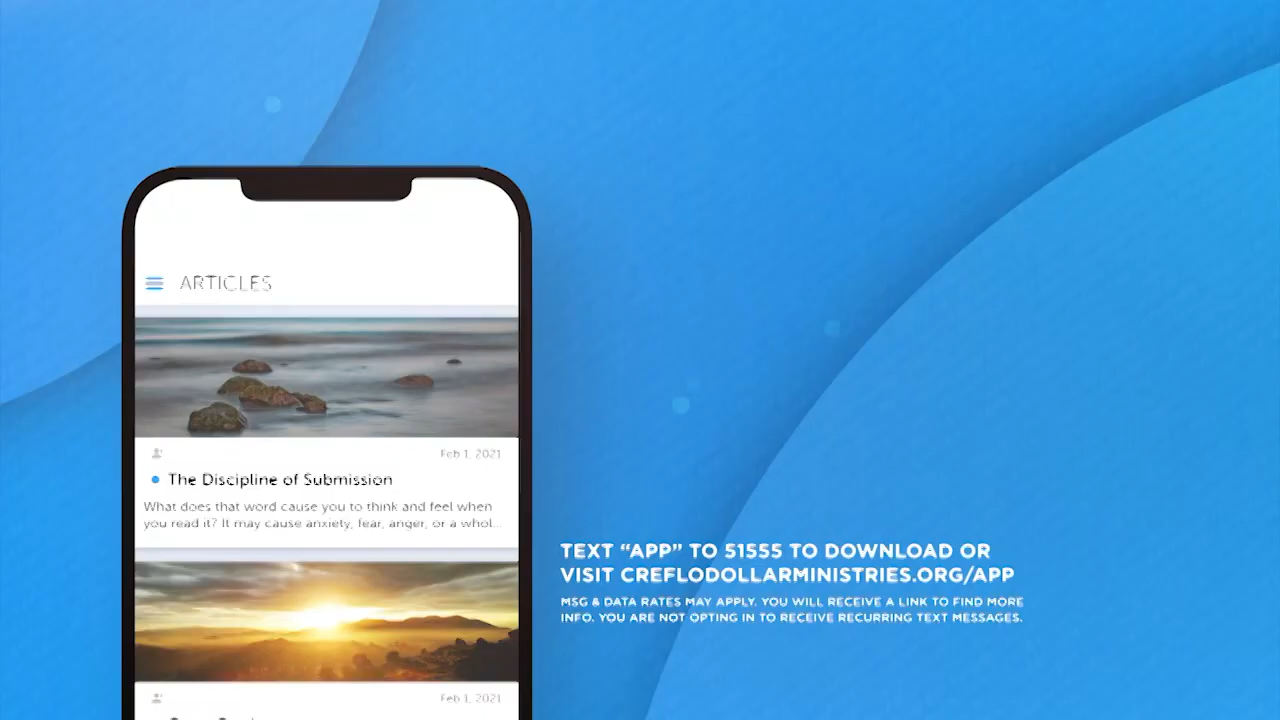 ARTICLES
Feb 1, 2021
The Discipline of Submission
What does that word cause you to think and feel when
you read it? It may cause anxiety, fear, anger, or a whol...
Feb 1, 2021
TEXT “APP” TO 51555 TO DOWNLOAD OR
VISIT CREFLODOLLARMINISTRIES.ORG/APP
MSG & DATA RATES MAY APPLY. YOU WILL RECEIVE A LINK TO FIND MORE
INFO. YOU ARE NOT OPTING IN TO RECEIVE RECURRING TEXT MESSAGES.